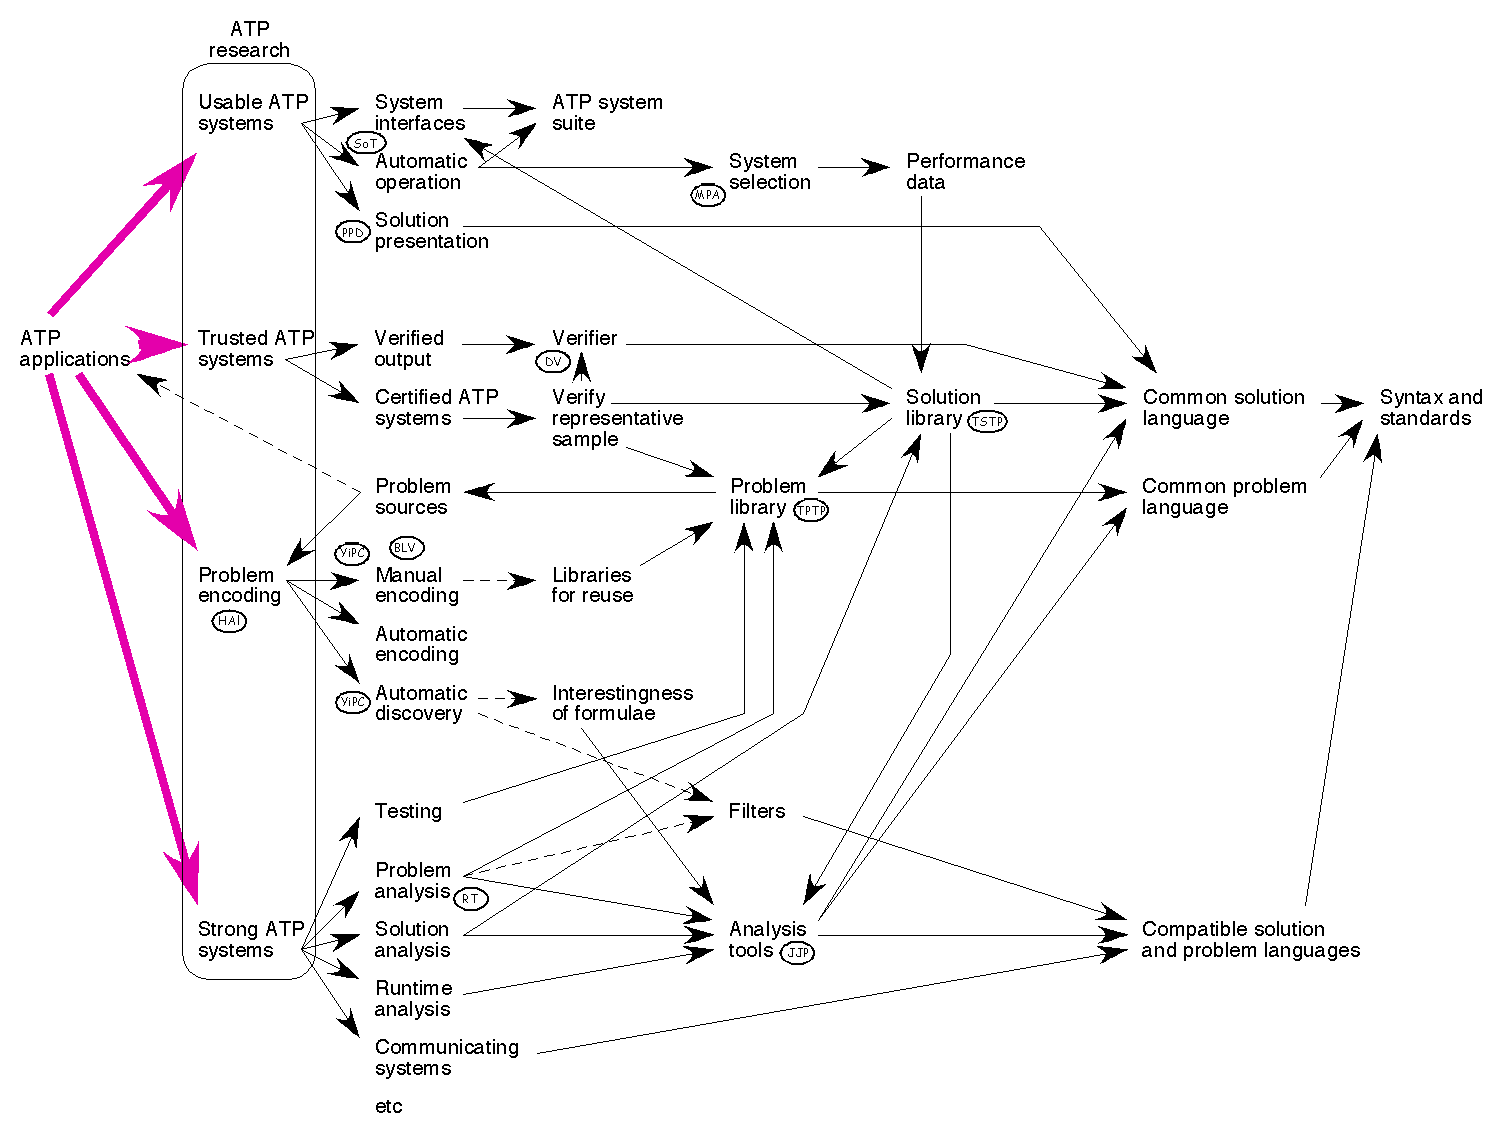 ATP
research
Usable ATP
systems
System
interfaces
ATP system
suite
SoT
Automatic
operation
System
selection
MPA
Performance
data
PPD
Solution
presentation
ATP
applications
Trusted ATP
systems
Verified
output
Verifier
DV
Certified ATP
systems
Verify
representative
sample
Solution
library
TSTP
Common solution
language
Syntax and
standards
Problem
sources
Problem
library
TPTP
Common problem
language
YiPC
BLV
Problem
encoding
HAl
Manual
encoding
Libraries
for reuse
Automatic
encoding
YiPC
Automatic
discovery
Interestingness
of formulae
Testing
Filters
Problem
analysis
RT
Strong ATP
systems
Solution
analysis
Analysis
tools
JJP
Compatible solution
and problem languages
Runtime
analysis
Communicating
systems
etc